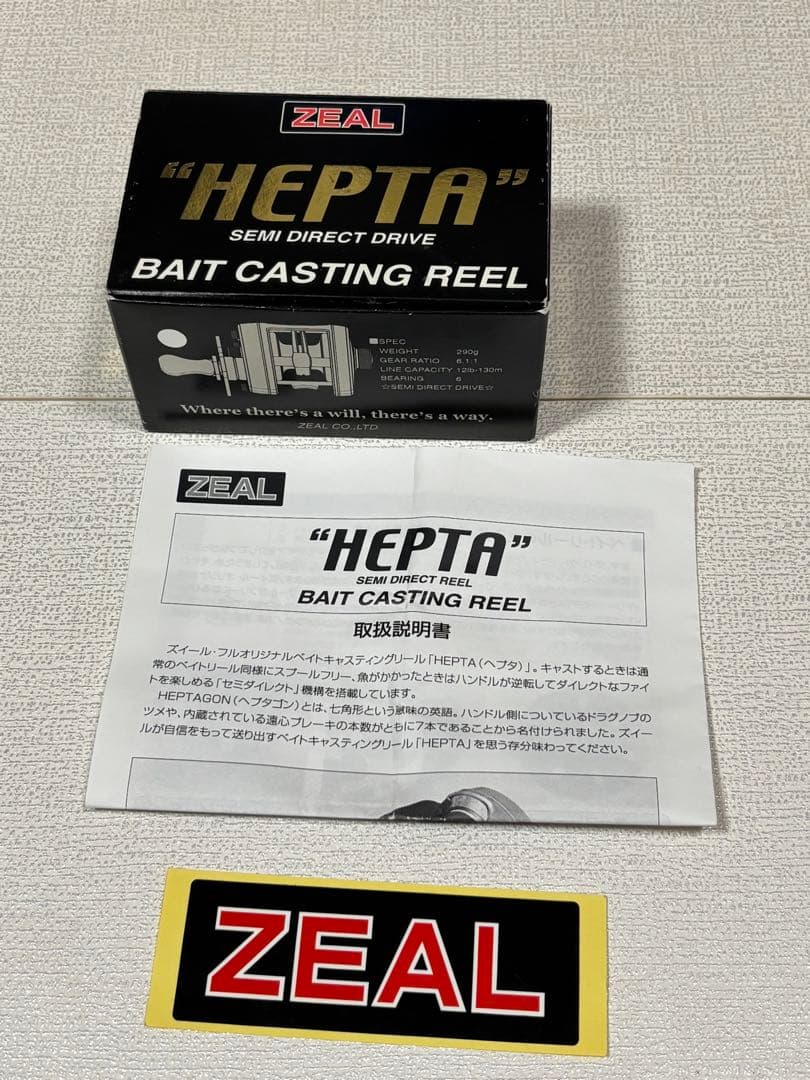 ZEAL
“HEPTA”
SEMI DIRECT DRIVE
BAIT CASTING REEL
■SPEC
WEIGHT 290g
GEAR RATIO 6.1:1
LINE CAPACITY 12lb-130m
BEARING 6
☆SEMI DIRECT DRIVE☆
Where there's a will, there's a way.
ZEAL CO.,LTD
ZEAL
“HEPTA”
SEMI DIRECT REEL
BAIT CASTING REEL
取扱説明書
ズイール・フルオリジナルベイトキャスティングリール「HEPTA(ヘプタ)」。キャストするときは通
常のベイトリール同様にスプールフリー、魚がかかったときはハンドルが逆転してダイレクトなファイ
トを楽しめる「セミダイレクト」機構を搭載しています。
HEPTAGON(ヘプタゴン)とは、七角形という意味の英語。ハンドル側についているドラグノブの
ツメや、内蔵されている遠心ブレーキの本数がともに7本であることから名付けられました。ズイー
ルが自信をもって送り出すベイトキャスティングリール「HEPTA」を思う存分味わってください。
ZEAL